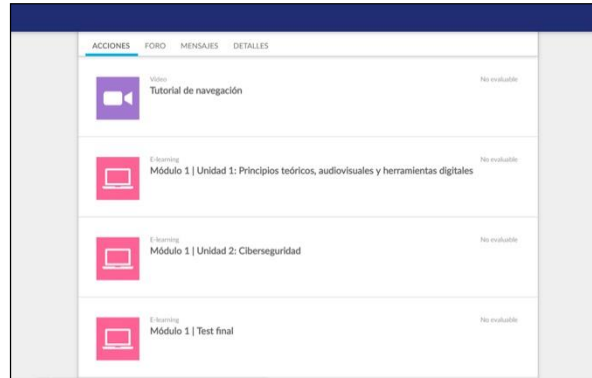 ACCIONES FORO MENSAJES DETALLES
Video No evaluable
Tutorial de navegación
E-learning No evaluable
Módulo 1 | Unidad 1: Principios teóricos, audiovisuales y herramientas digitales
E-learning No evaluable
Módulo 1 | Unidad 2: Ciberseguridad
E-learning No evaluable
Módulo 1 | Test final